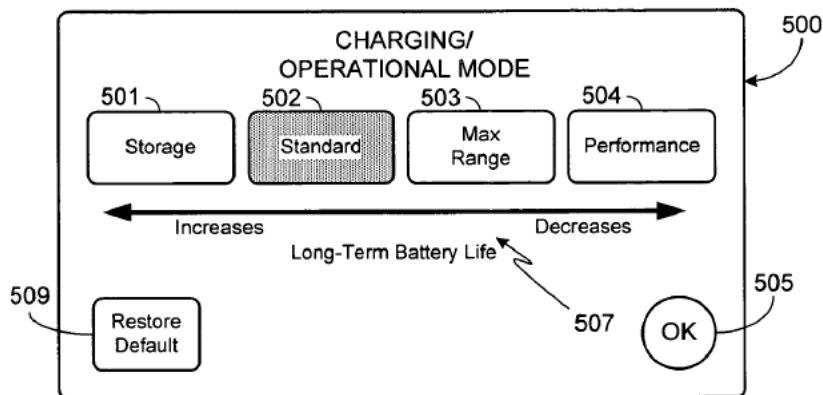 CHARGING/
OPERATIONAL MODE
500
501
502
503
504
Storage
Standard
Max
Range
Performance
Increases
Decreases
Long-Term Battery Life
509
507
505
Restore
Default
OK